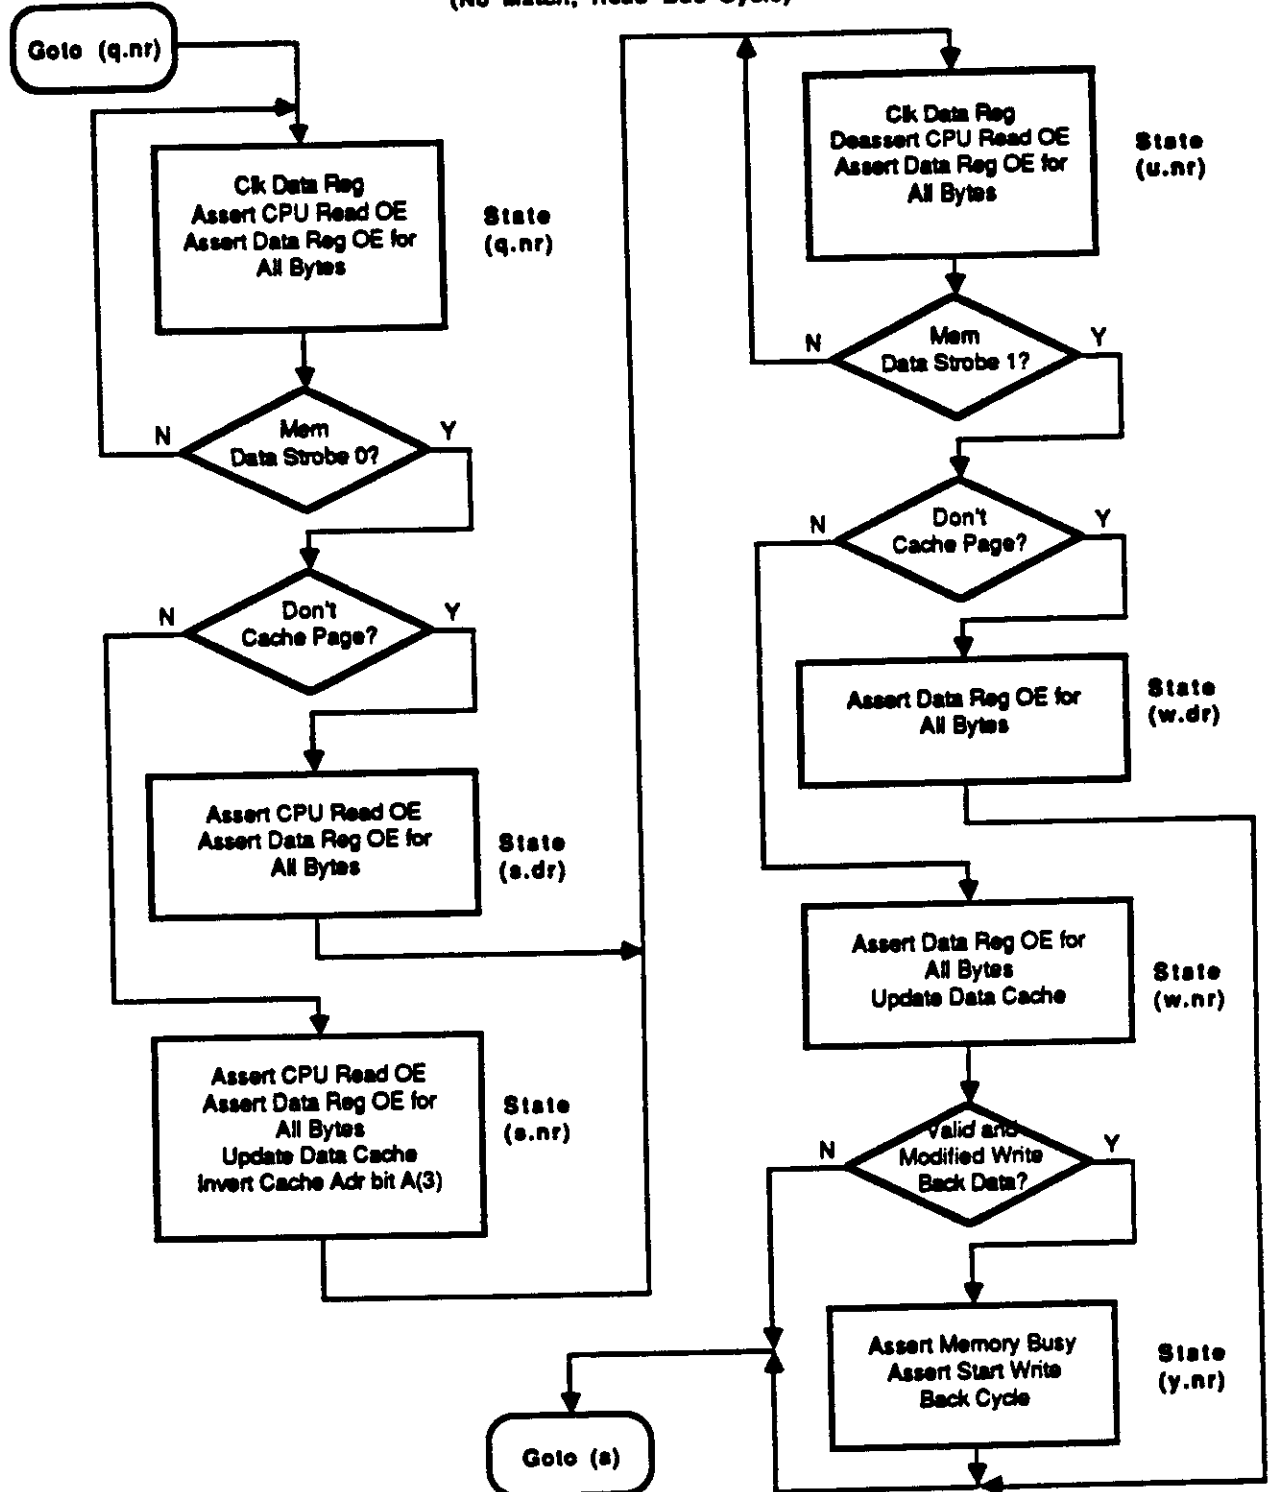 (No Match, Read Bus Cycle)
Goto (q.nr)
Clk Data Reg
Assert CPU Read OE
Assert Data Reg OE for
All Bytes
State
(q.nr)
Mem
Data Strobe 0?
N
Y
Don't
Cache Page?
N
Y
Assert CPU Read OE
Assert Data Reg OE for
All Bytes
State
(s.dr)
Assert CPU Read OE
Assert Data Reg OE for
All Bytes
Update Data Cache
Invert Cache Adr bit A(3)
State
(s.nr)
Clk Data Reg
Deassert CPU Read OE
Assert Data Reg OE for
All Bytes
State
(u.nr)
Mem
Data Strobe 1?
N
Y
Don't
Cache Page?
N
Y
Assert Data Reg OE for
All Bytes
State
(w.dr)
Assert Data Reg OE for
All Bytes
Update Data Cache
State
(w.nr)
Valid and
Modified Write
Back Data?
N
Y
Assert Memory Busy
Assert Start Write
Back Cycle
State
(y.nr)
Goto (a)